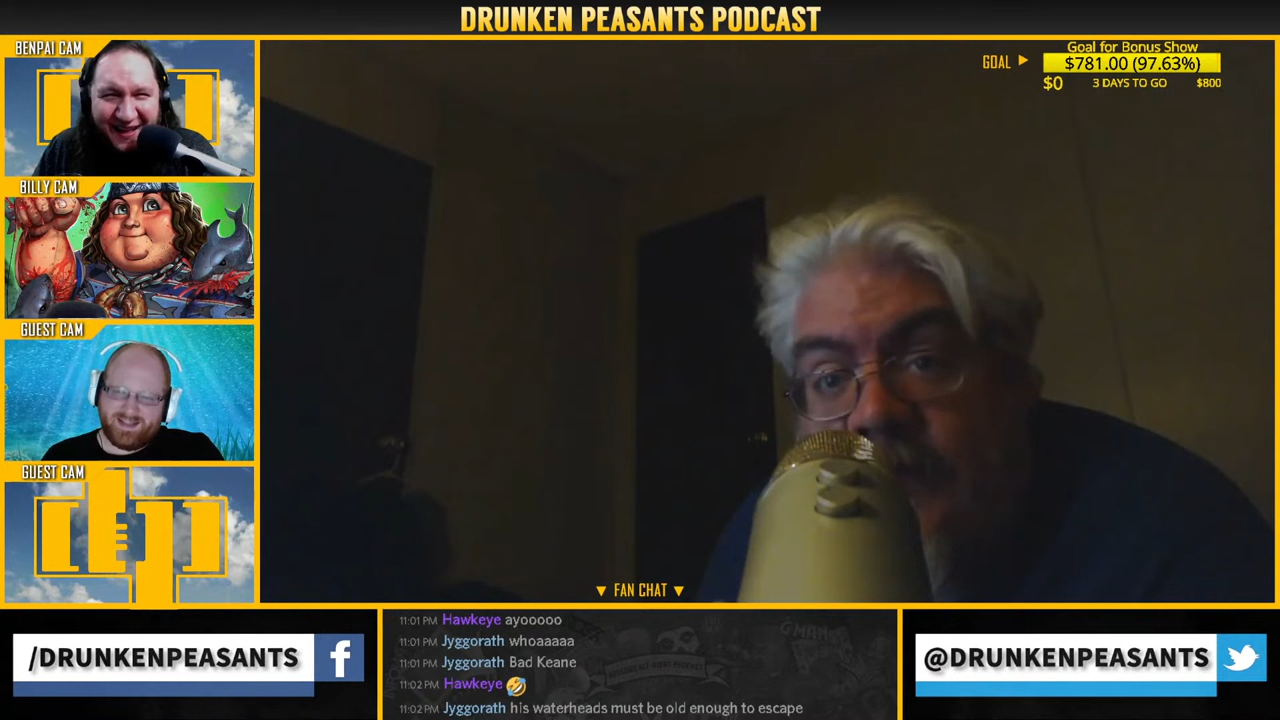 DRUNKEN PEASANTS PODCAST
BENPAI CAM
BILLY CAM
GUEST CAM
GUEST CAM
GOAL
Goal for Bonus Show
$781.00 (97.63%)
$0 3 DAYS TO GO $800
FAN CHAT
11:01 PM Hawkeye ayooooo
11:01 PM Jyggorath whoaaaaa
11:01 PM Jyggorath Bad Keane
11:02 PM Hawkeye 🤣
11:02 PM Jyggorath his waterheads must be old enough to escape
/DRUNKENPEASANTS f
@DRUNKENPEASANTS